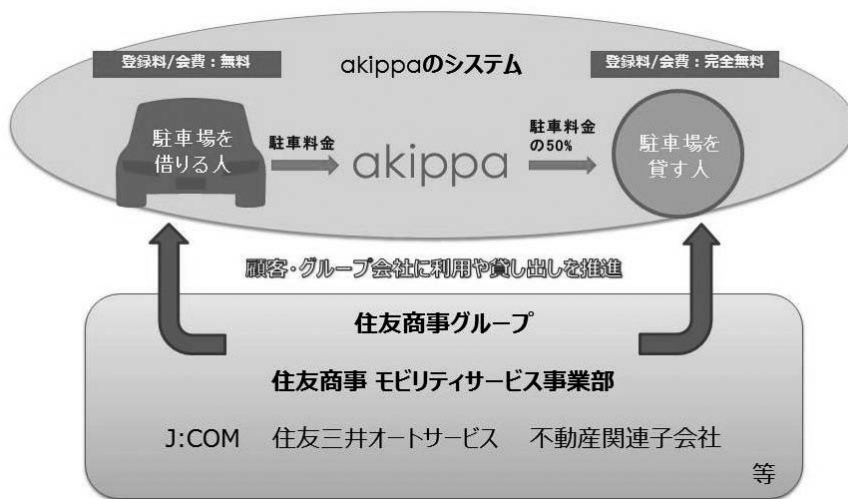 登録料/会費：無料
akippaのシステム
登録料/会費：完全無料
駐車場を
借りる人
駐車料金
akippa
駐車料金
の50%
駐車場を
貸す人
顧客・グループ会社に利用や貸し出しを推進
住友商事グループ
住友商事 モビリティサービス事業部
J:COM 住友三井オートサービス 不動産関連子会社
等